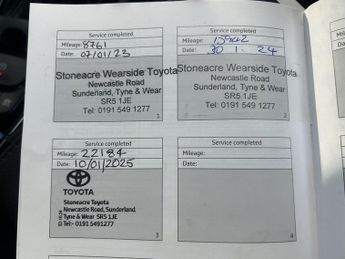 Service completed
Mileage: 8761
Date: 07/01/23
Stoneacre Wearside Toyota
Newcastle Road
Sunderland, Tyne & Wear
SR5 1JE
Tel: 0191 549 1277
1
Service completed
Mileage:
Date: 30 . 1 . 24
Stoneacre Wearside Toyota
Newcastle Road
Sunderland, Tyne & Wear
SR5 1JE
Tel: 0191 549 1277
2
Service completed
Mileage: 22184
Date: 10/01/2025
TOYOTA
Stoneacre Toyota
Newcastle Road, Sunderland,
Tyne & Wear SR5 1JE
Tel:- 0191 5491277
3
Service completed
Mileage:
Date:
4